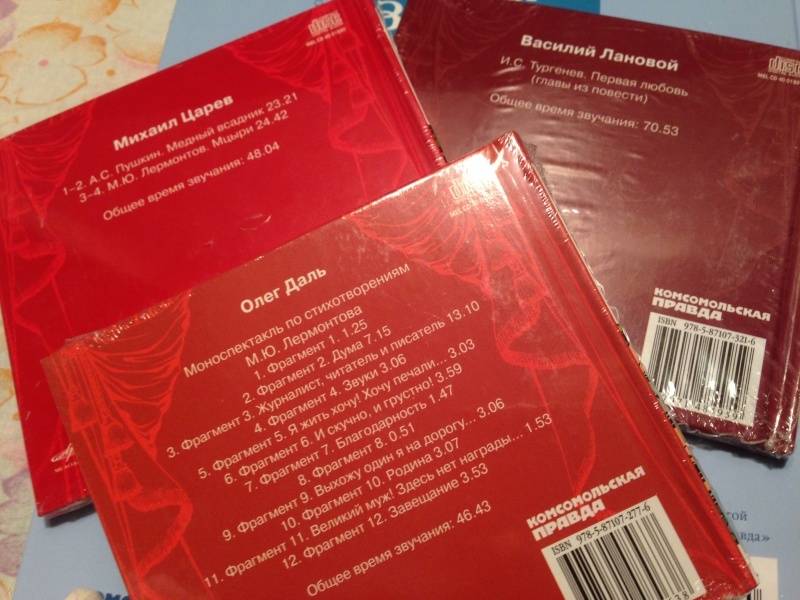 Михаил Царев
1-2. А.С. Пушкин. Медный всадник 23.21
3-4. М.Ю. Лермонтов. Мцыри 24.42
Общее время звучания: 48.04
Василий Лановой
И.С. Тургенев. Первая любовь
(главы из повести)
Общее время звучания: 70.53
КОМСОМОЛЬСКАЯ
ПРАВДА
ISBN 978-5-87107-321-6
Олег Даль
Моноспектакль по стихотворениям
М.Ю. Лермонтова
1. Фрагмент 1. 1.25
2. Фрагмент 2. Дума 7.15
3. Фрагмент 3. Журналист, читатель и писатель 13.10
4. Фрагмент 4. Звуки 3.06
5. Фрагмент 5. Я жить хочу! Хочу печали... 3.03
6. Фрагмент 6. И скучно, и грустно! 3.59
7. Фрагмент 7. Благодарность 1.47
8. Фрагмент 8. 0.51
9. Фрагмент 9. Выхожу один я на дорогу... 3.06
10. Фрагмент 10. Родина 3.07
11. Фрагмент 11. Великий муж! Здесь нет награды... 1.53
12. Фрагмент 12. Завещание 3.53
Общее время звучания: 46.43
КОМСОМОЛЬСКАЯ
ПРАВДА
ISBN 978-5-87107-277-6